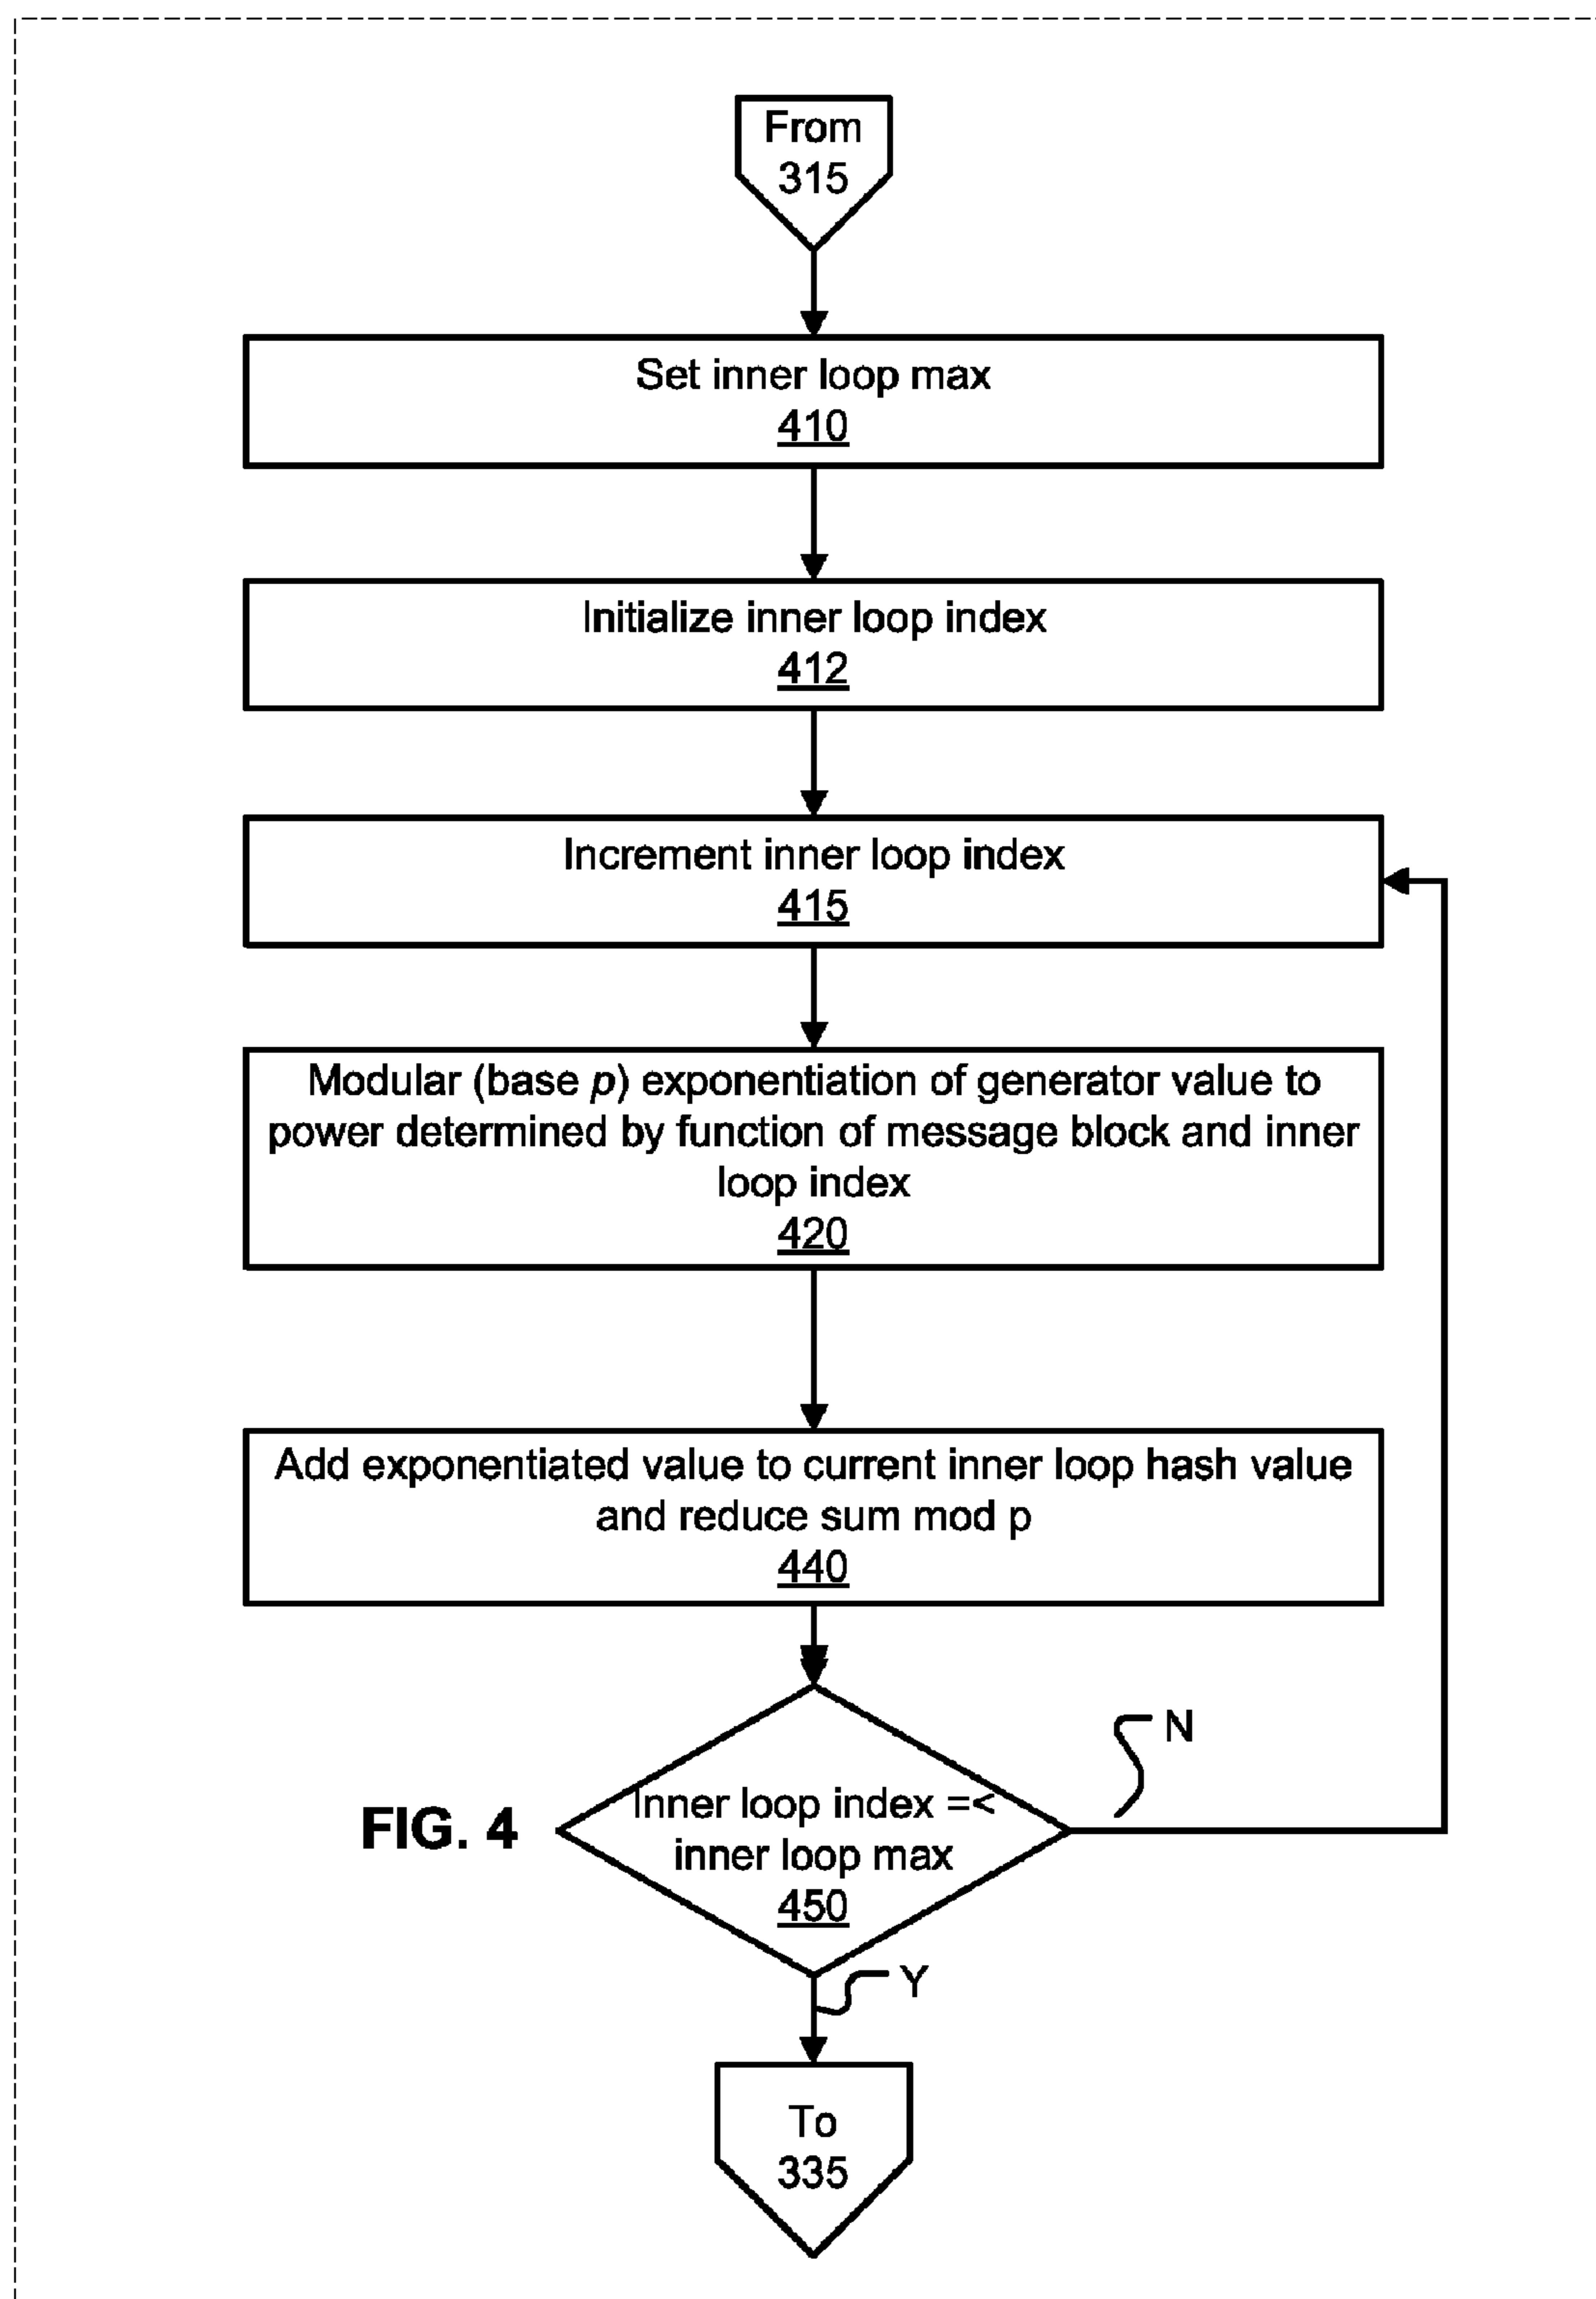 From
315
Set inner loop max
410
Initialize inner loop index
412
Increment inner loop index
415
Modular (base p) exponentiation of generator value to
power determined by function of message block and inner
loop index
420
Add exponentiated value to current inner loop hash value
and reduce sum mod p
440
N
Inner loop index =<
inner loop max
450
FIG. 4
Y
To
335